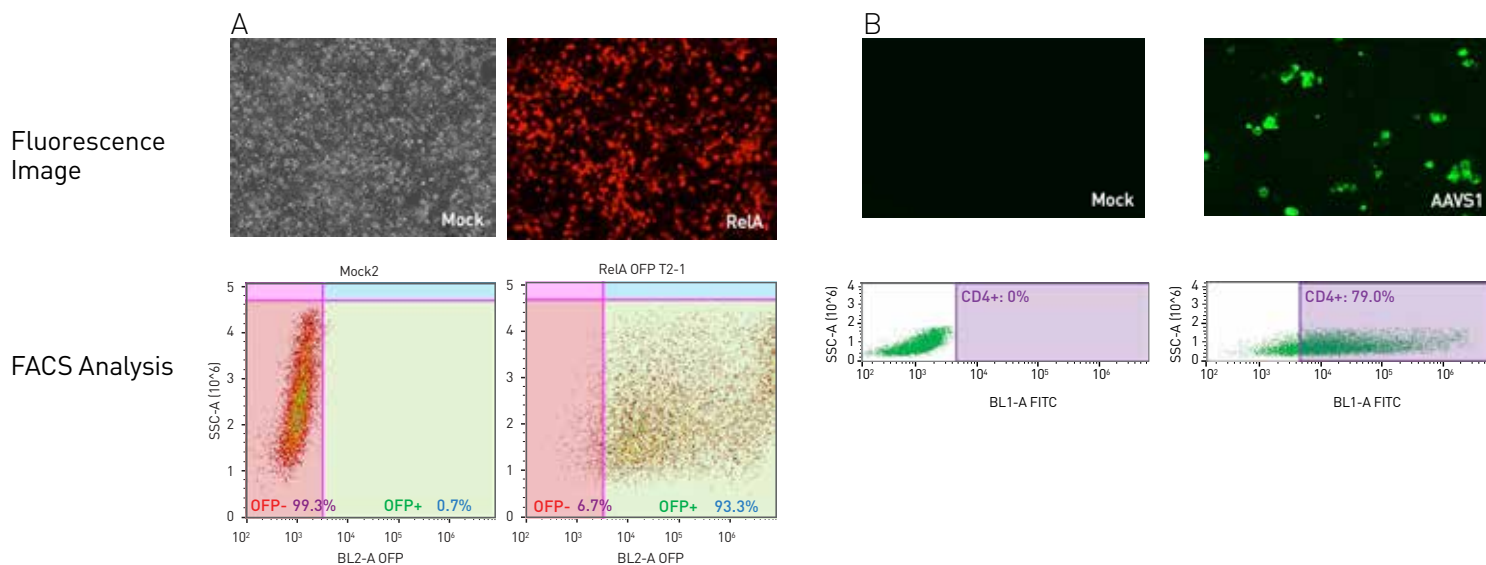 A
B
Fluorescence
Image
Mock
RelA
Mock
AAVS1
FACS Analysis
Mock2
5
4
3
2
1
0
SSC-A (10^6)
OFP- 99.3%
OFP+ 0.7%
10² 10³ 10⁴ 10⁵ 10⁶
BL2-A OFP
RelA OFP T2-1
5
4
3
2
1
0
OFP- 6.7%
OFP+ 93.3%
10² 10³ 10⁴ 10⁵ 10⁶
BL2-A OFP
4
3
2
1
0
SSC-A (10^6)
CD4+: 0%
10² 10³ 10⁴ 10⁵ 10⁶
BL1-A FITC
4
3
2
1
0
SSC-A (10^6)
CD4+: 79.0%
10² 10³ 10⁴ 10⁵ 10⁶
BL1-A FITC